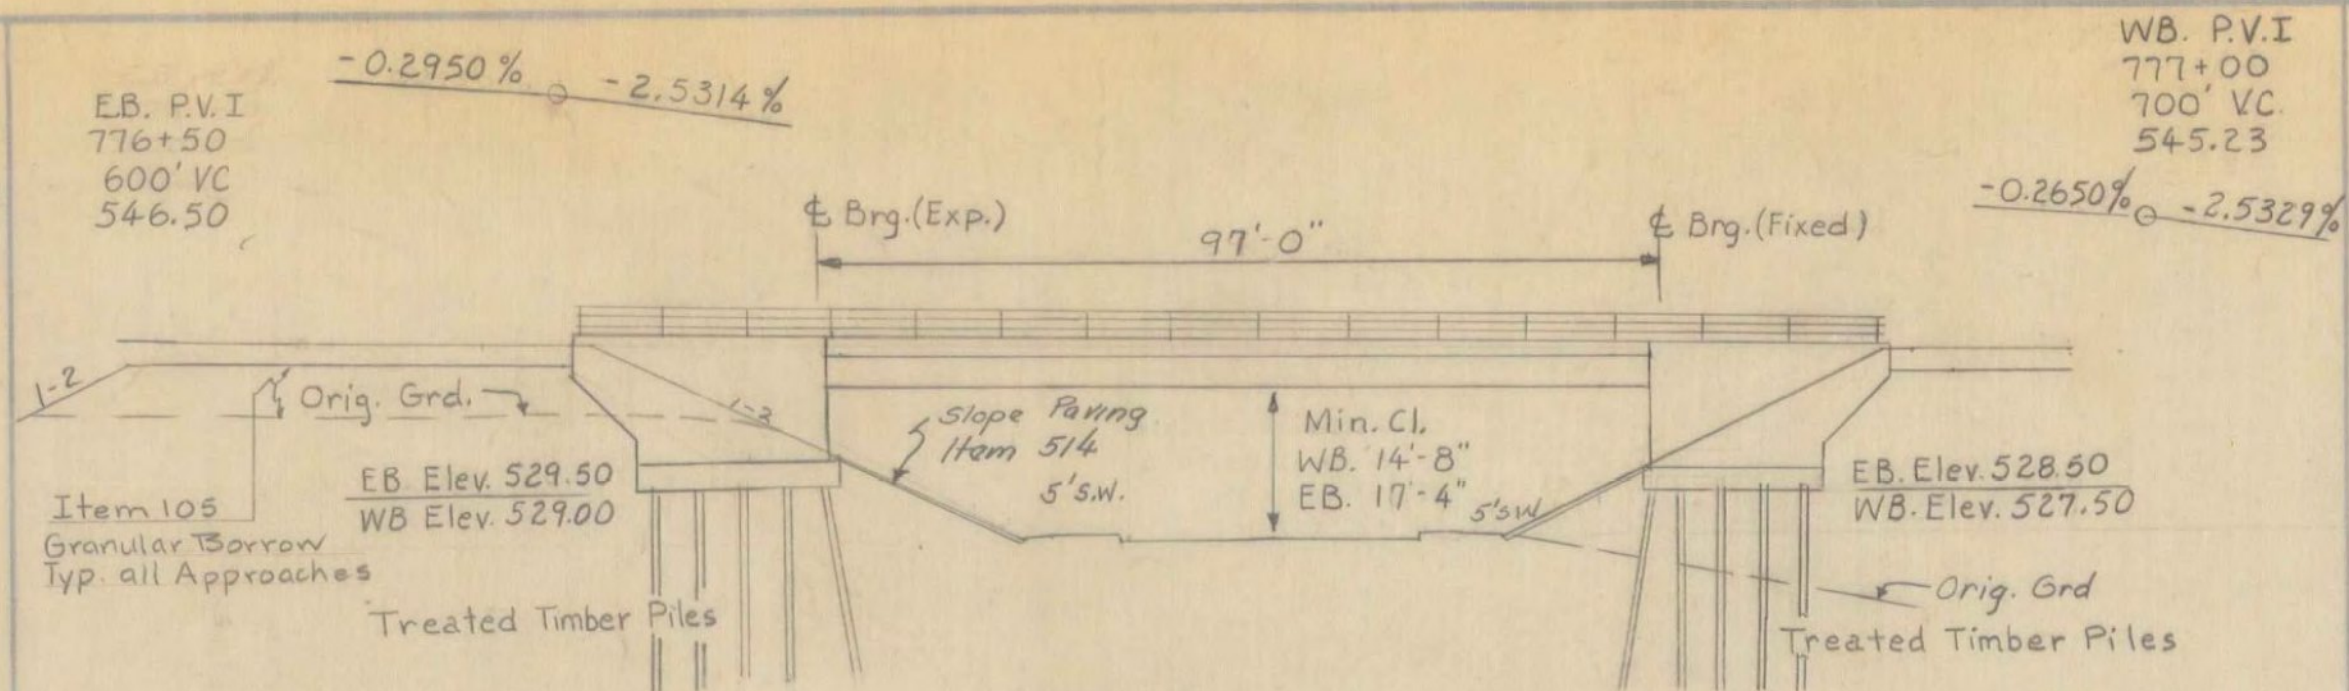 EB. P.V.I
776+50
600' VC
546.50
-0.2950% -2.5314%
WB. P.V.I
777+00
700' V.C.
545.23
-0.2650% -2.5329%
℄ Brg.(Exp.)
97'-0"
℄ Brg.(Fixed)
1-2
Orig. Grd.
1-2
Slope Paving
Item 514
5's.w.
Min. Cl.
WB. 14'-8"
EB. 17'-4"
5'sw
EB. Elev. 529.50
WB Elev. 529.00
EB. Elev. 528.50
WB. Elev. 527.50
Item 105
Granular Borrow
Typ. all Approaches
Treated Timber Piles
Orig. Grd
Treated Timber Piles